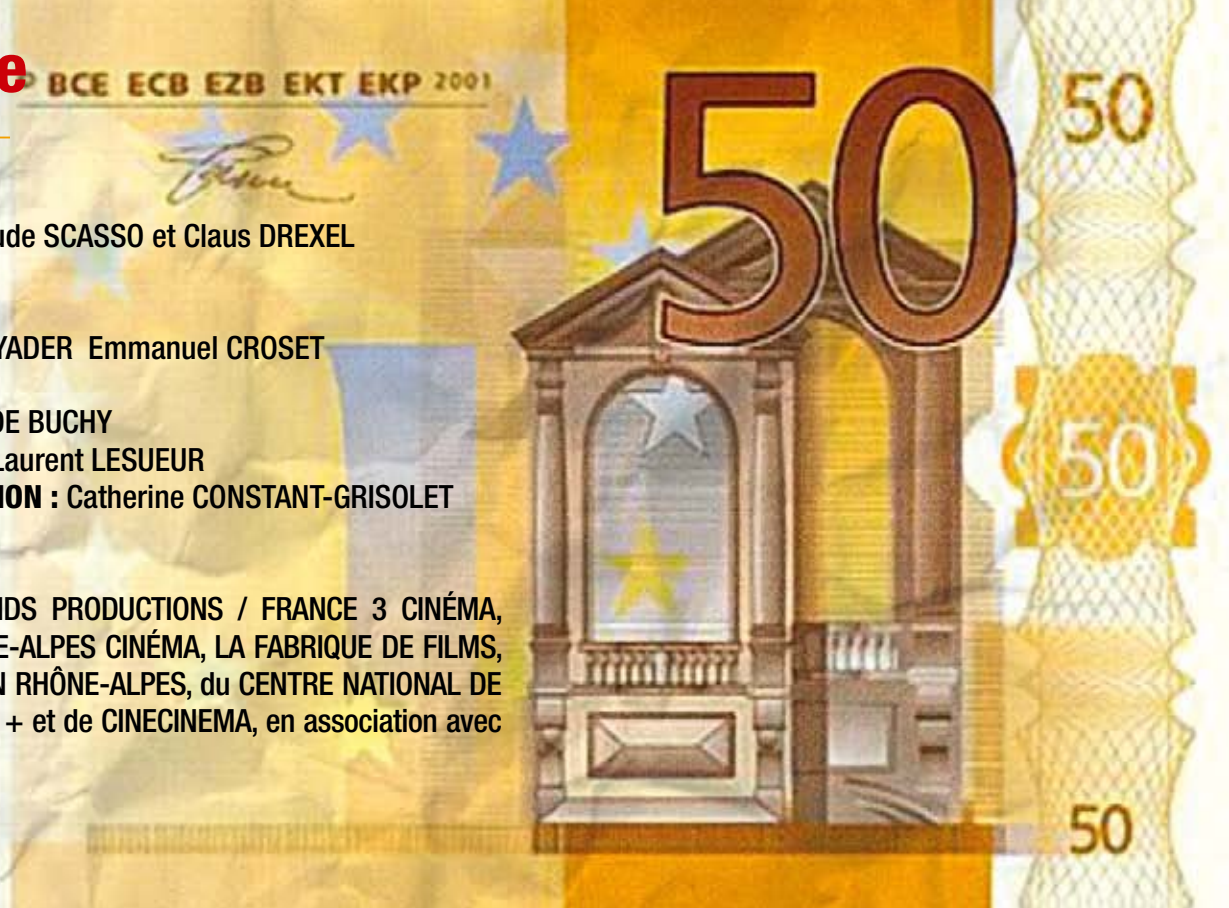 e
BCE ECB EZB EKT EKP 2001
50
50
ude SCASSO et Claus DREXEL
YADER Emmanuel CROSET
DE BUCHY
Laurent LESUEUR
ION : Catherine CONSTANT-GRISOLET
50
NDS PRODUCTIONS / FRANCE 3 CINÉMA,
E-ALPES CINÉMA, LA FABRIQUE DE FILMS,
N RHÔNE-ALPES, du CENTRE NATIONAL DE
+ et de CINECINEMA, en association avec
50